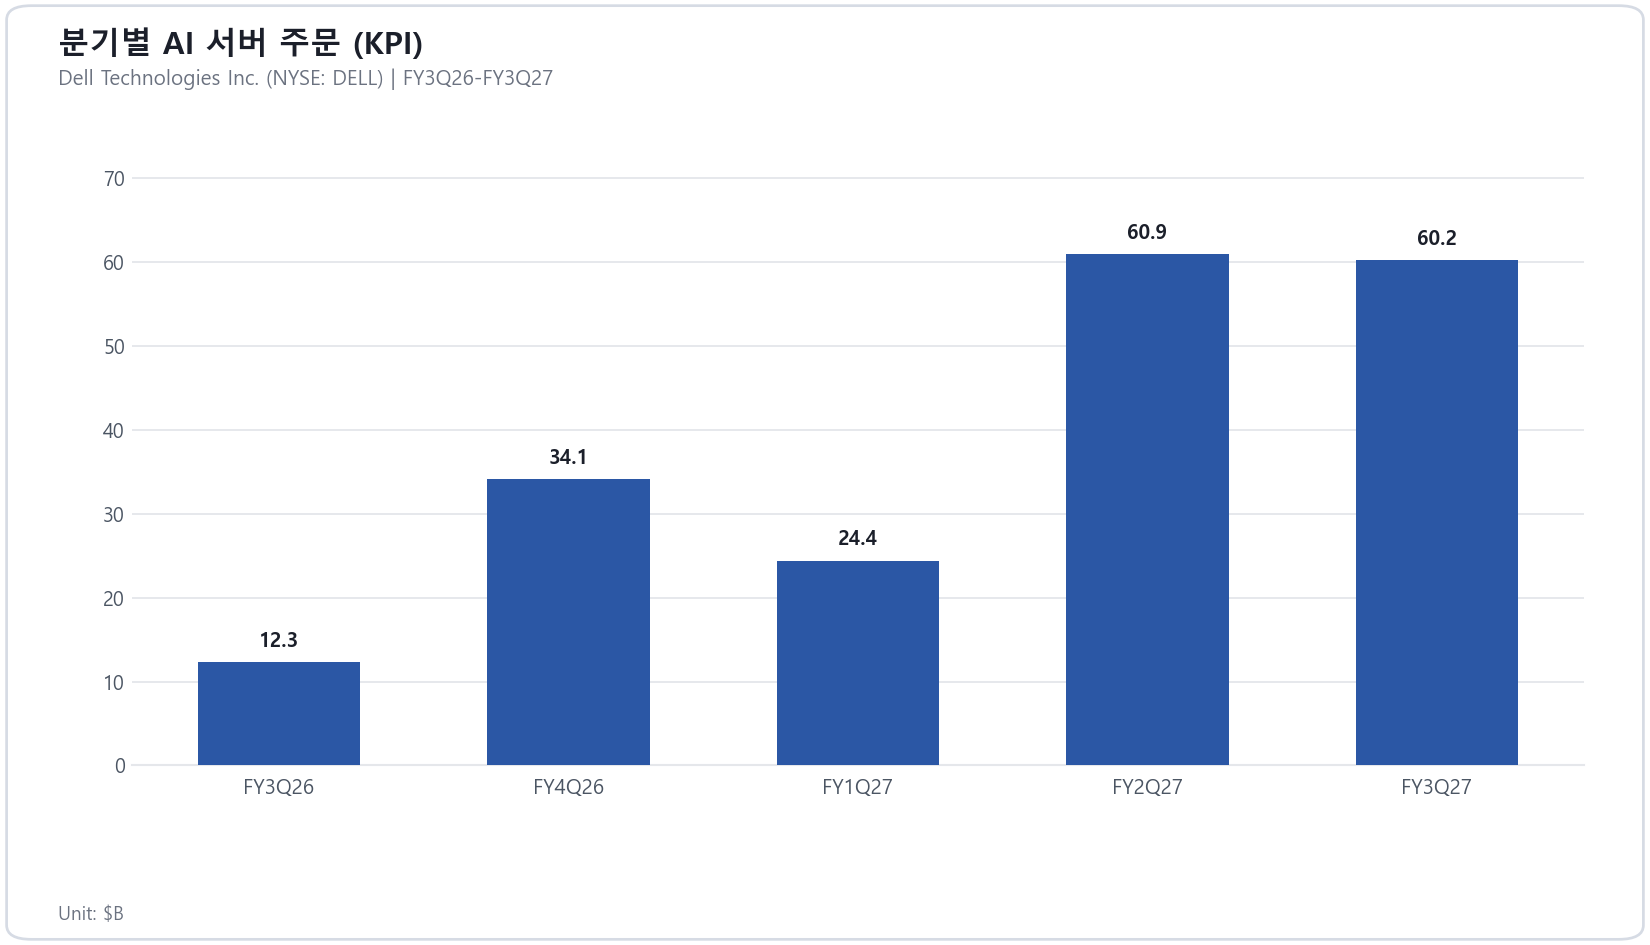 분기별 AI 서버 주문 (KPI)
Dell Technologies Inc. (NYSE: DELL) | FY3Q26-FY3Q27
70
60
50
40
30
20
10
0
12.3
34.1
24.4
60.9
60.2
FY3Q26
FY4Q26
FY1Q27
FY2Q27
FY3Q27
Unit: $B